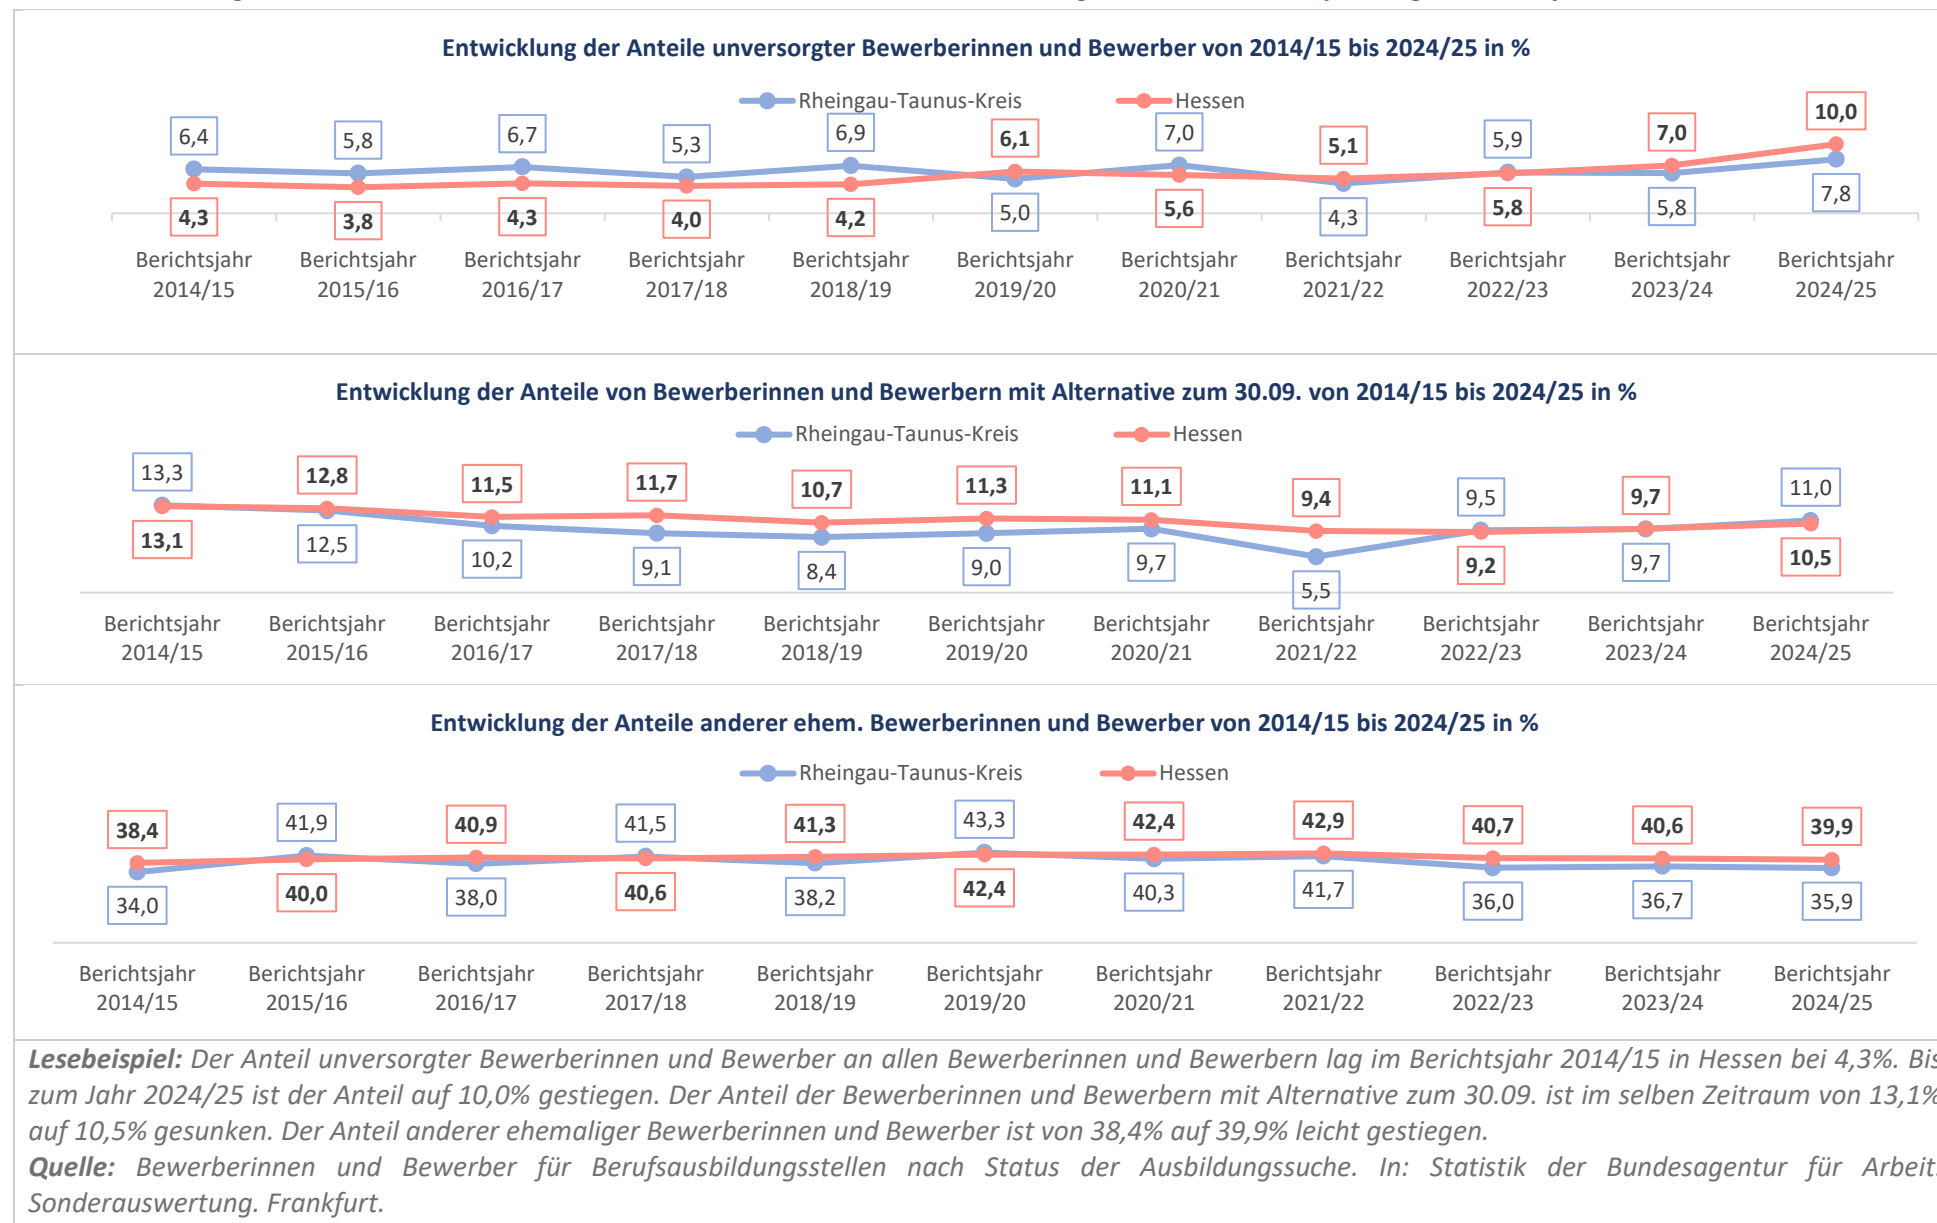 Entwicklung der Anteile unversorgter Bewerberinnen und Bewerber von 2014/15 bis 2024/25 in %
Rheingau-Taunus-Kreis Hessen
6,4 5,8 6,7 5,3 6,9 6,1 7,0 5,1 5,9 7,0 10,0
4,3 3,8 4,3 4,0 4,2 5,0 5,6 4,3 5,8 5,8 7,8
Berichtsjahr Berichtsjahr Berichtsjahr Berichtsjahr Berichtsjahr Berichtsjahr Berichtsjahr Berichtsjahr Berichtsjahr Berichtsjahr Berichtsjahr
2014/15 2015/16 2016/17 2017/18 2018/19 2019/20 2020/21 2021/22 2022/23 2023/24 2024/25
Entwicklung der Anteile von Bewerberinnen und Bewerbern mit Alternative zum 30.09. von 2014/15 bis 2024/25 in %
Rheingau-Taunus-Kreis Hessen
13,3 12,8 11,5 11,7 10,7 11,3 11,1 9,4 9,5 9,7 11,0
13,1 12,5 10,2 9,1 8,4 9,0 9,7 5,5 9,2 9,7 10,5
Berichtsjahr Berichtsjahr Berichtsjahr Berichtsjahr Berichtsjahr Berichtsjahr Berichtsjahr Berichtsjahr Berichtsjahr Berichtsjahr Berichtsjahr
2014/15 2015/16 2016/17 2017/18 2018/19 2019/20 2020/21 2021/22 2022/23 2023/24 2024/25
Entwicklung der Anteile anderer ehem. Bewerberinnen und Bewerber von 2014/15 bis 2024/25 in %
Rheingau-Taunus-Kreis Hessen
38,4 41,9 40,9 41,5 41,3 43,3 42,4 42,9 40,7 40,6 39,9
34,0 40,0 38,0 40,6 38,2 42,4 40,3 41,7 36,0 36,7 35,9
Berichtsjahr Berichtsjahr Berichtsjahr Berichtsjahr Berichtsjahr Berichtsjahr Berichtsjahr Berichtsjahr Berichtsjahr Berichtsjahr Berichtsjahr
2014/15 2015/16 2016/17 2017/18 2018/19 2019/20 2020/21 2021/22 2022/23 2023/24 2024/25
Lesebeispiel: Der Anteil unversorgter Bewerberinnen und Bewerber an allen Bewerberinnen und Bewerbern lag im Berichtsjahr 2014/15 in Hessen bei 4,3%. Bis
zum Jahr 2024/25 ist der Anteil auf 10,0% gestiegen. Der Anteil der Bewerberinnen und Bewerbern mit Alternative zum 30.09. ist im selben Zeitraum von 13,1%
auf 10,5% gesunken. Der Anteil anderer ehemaliger Bewerberinnen und Bewerber ist von 38,4% auf 39,9% leicht gestiegen.
Quelle: Bewerberinnen und Bewerber für Berufsausbildungsstellen nach Status der Ausbildungssuche. In: Statistik der Bundesagentur für Arbeit.
Sonderauswertung. Frankfurt.